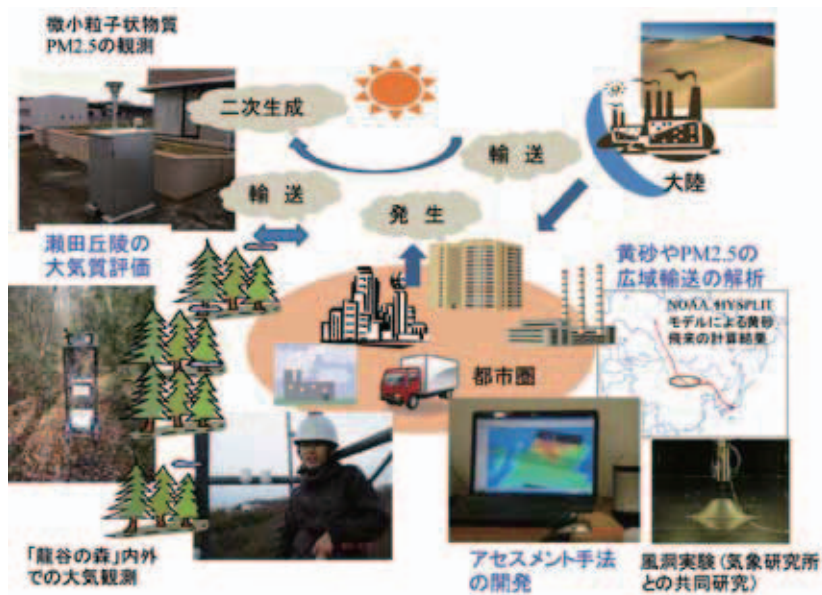 微小粒子状物質
PM2.5の観測
二次生成
輸 送
大陸
輸 送
発 生
瀬田丘陵の
大気質評価
黄砂やPM2.5の
広域輸送の解析
NOAA, HYSPLIT
モデルによる黄砂
飛来の計算結果
都市圏
「龍谷の森」内外
での大気観測
アセスメント手法
の開発
風洞実験(気象研究所
との共同研究)